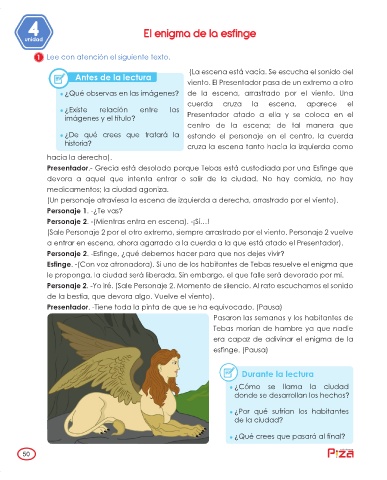 4
unidad
El enigma de la esfinge
1 Lee con atención el siguiente texto.
Antes de la lectura
• ¿Qué observas en las imágenes?
• ¿Existe relación entre las
imágenes y el título?
• ¿De qué crees que tratará la
historia?
(La escena está vacía. Se escucha el sonido del
viento. El Presentador pasa de un extremo a otro
de la escena, arrastrado por el viento. Una
cuerda cruza la escena, aparece el
Presentador atado a ella y se coloca en el
centro de la escena; de tal manera que
estando el personaje en el centro, la cuerda
cruza la escena tanto hacia la izquierda como
hacia la derecha).
Presentador.- Grecia está desolada porque Tebas está custodiada por una Esfinge que
devora a aquel que intenta entrar o salir de la ciudad. No hay comida, no hay
medicamentos; la ciudad agoniza.
(Un personaje atraviesa la escena de izquierda a derecha, arrastrado por el viento).
Personaje 1. -¿Te vas?
Personaje 2. -(Mientras entra en escena). -¡Sí…!
(Sale Personaje 2 por el otro extremo, siempre arrastrado por el viento. Personaje 2 vuelve
a entrar en escena, ahora agarrado a la cuerda a la que está atado el Presentador).
Personaje 2. -Esfinge, ¿qué debemos hacer para que nos dejes vivir?
Esfinge. -(Con voz atronadora). Si uno de los habitantes de Tebas resuelve el enigma que
le proponga, la ciudad será liberada. Sin embargo, el que falle será devorado por mí.
Personaje 2. -Yo iré. (Sale Personaje 2. Momento de silencio. Al rato escuchamos el sonido
de la bestia, que devora algo. Vuelve el viento).
Presentador. -Tiene toda la pinta de que se ha equivocado. (Pausa)
Pasaron las semanas y los habitantes de
Tebas morían de hambre ya que nadie
era capaz de adivinar el enigma de la
esfinge. (Pausa)
Durante la lectura
• ¿Cómo se llama la ciudad
donde se desarrollan los hechos?
• ¿Por qué sufrían los habitantes
de la ciudad?
• ¿Qué crees que pasará al final?
50
Piza